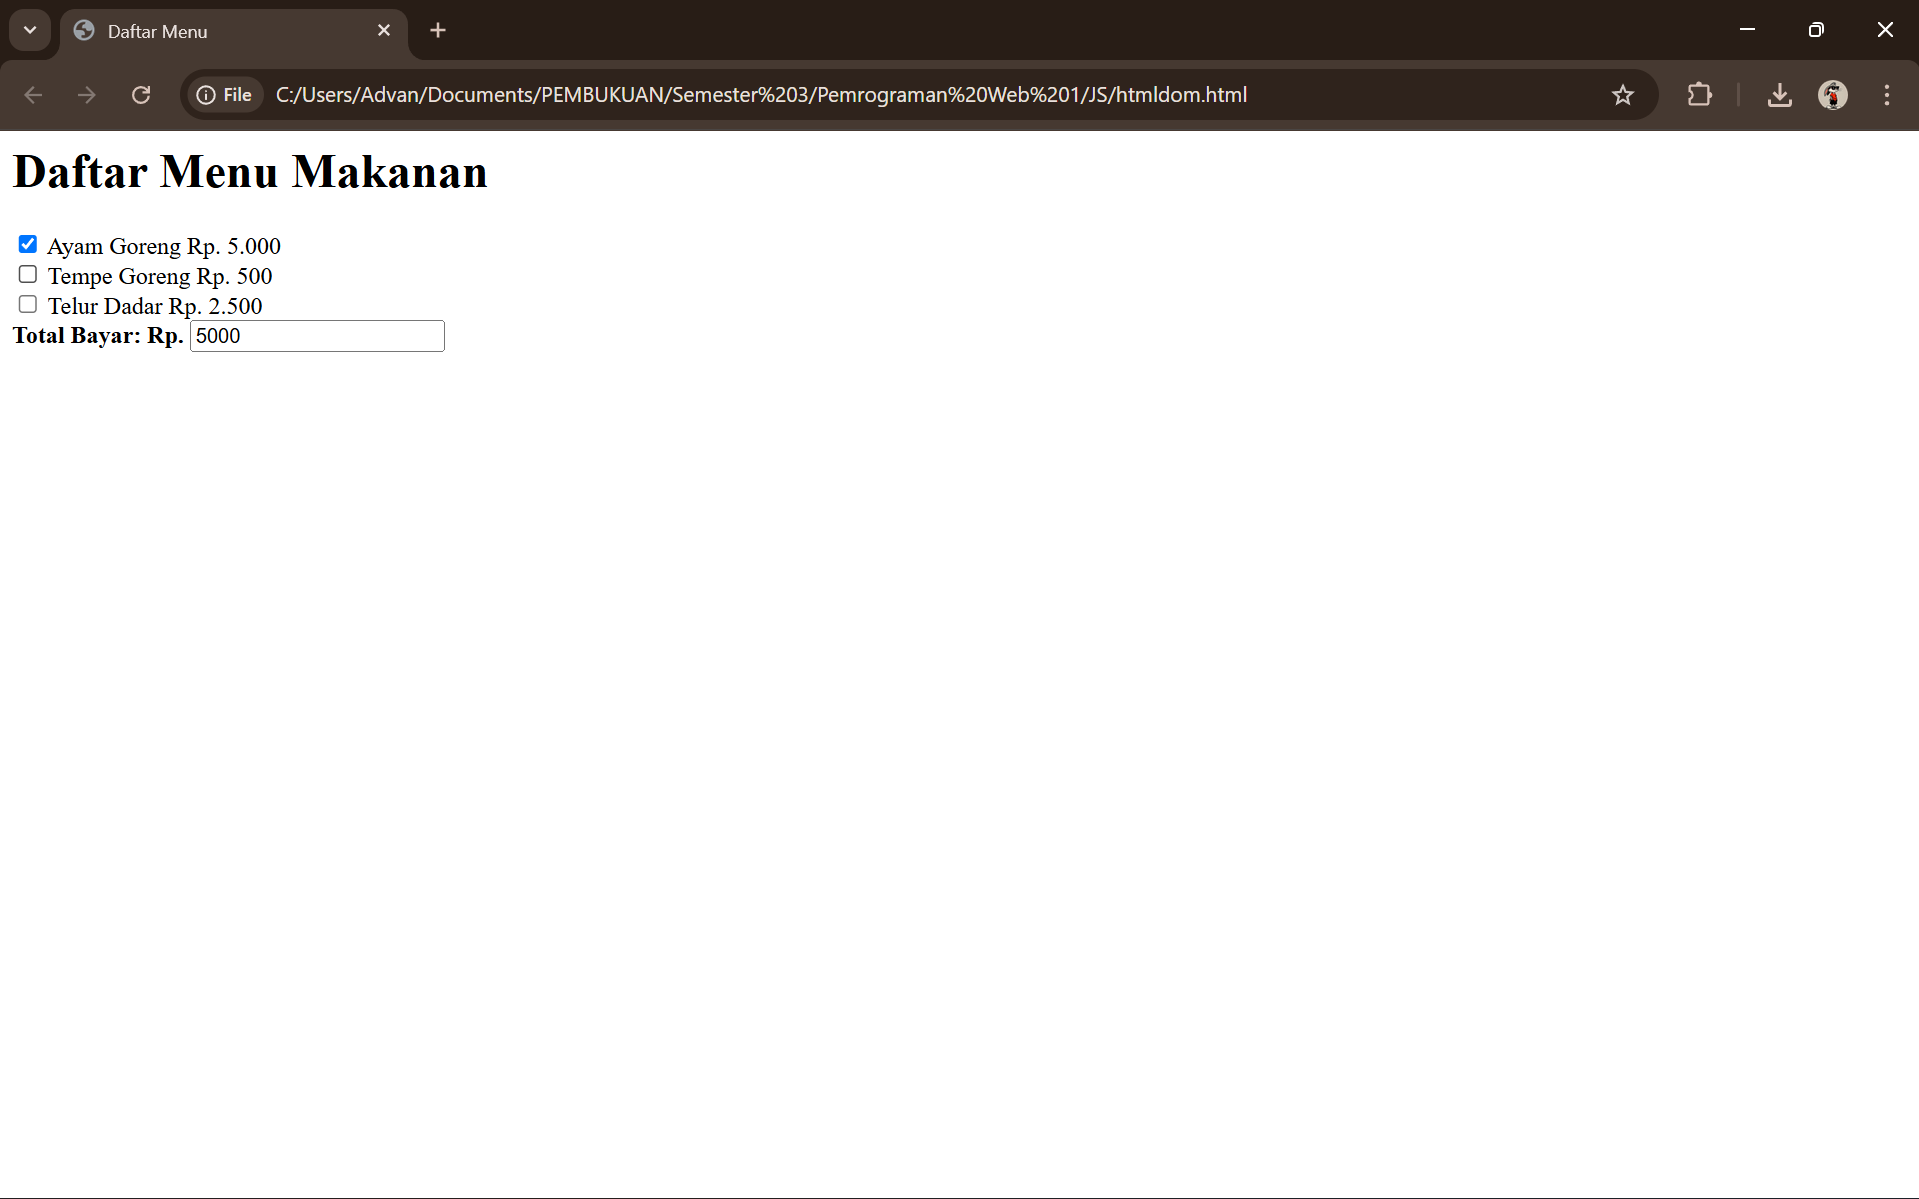 Daftar Menu
File C:/Users/Advan/Documents/PEMBUKUAN/Semester%203/Pemrograman%20Web%201/JS/htmldom.html
Daftar Menu Makanan
Ayam Goreng Rp. 5.000
Tempe Goreng Rp. 500
Telur Dadar Rp. 2.500
Total Bayar: Rp. 5000